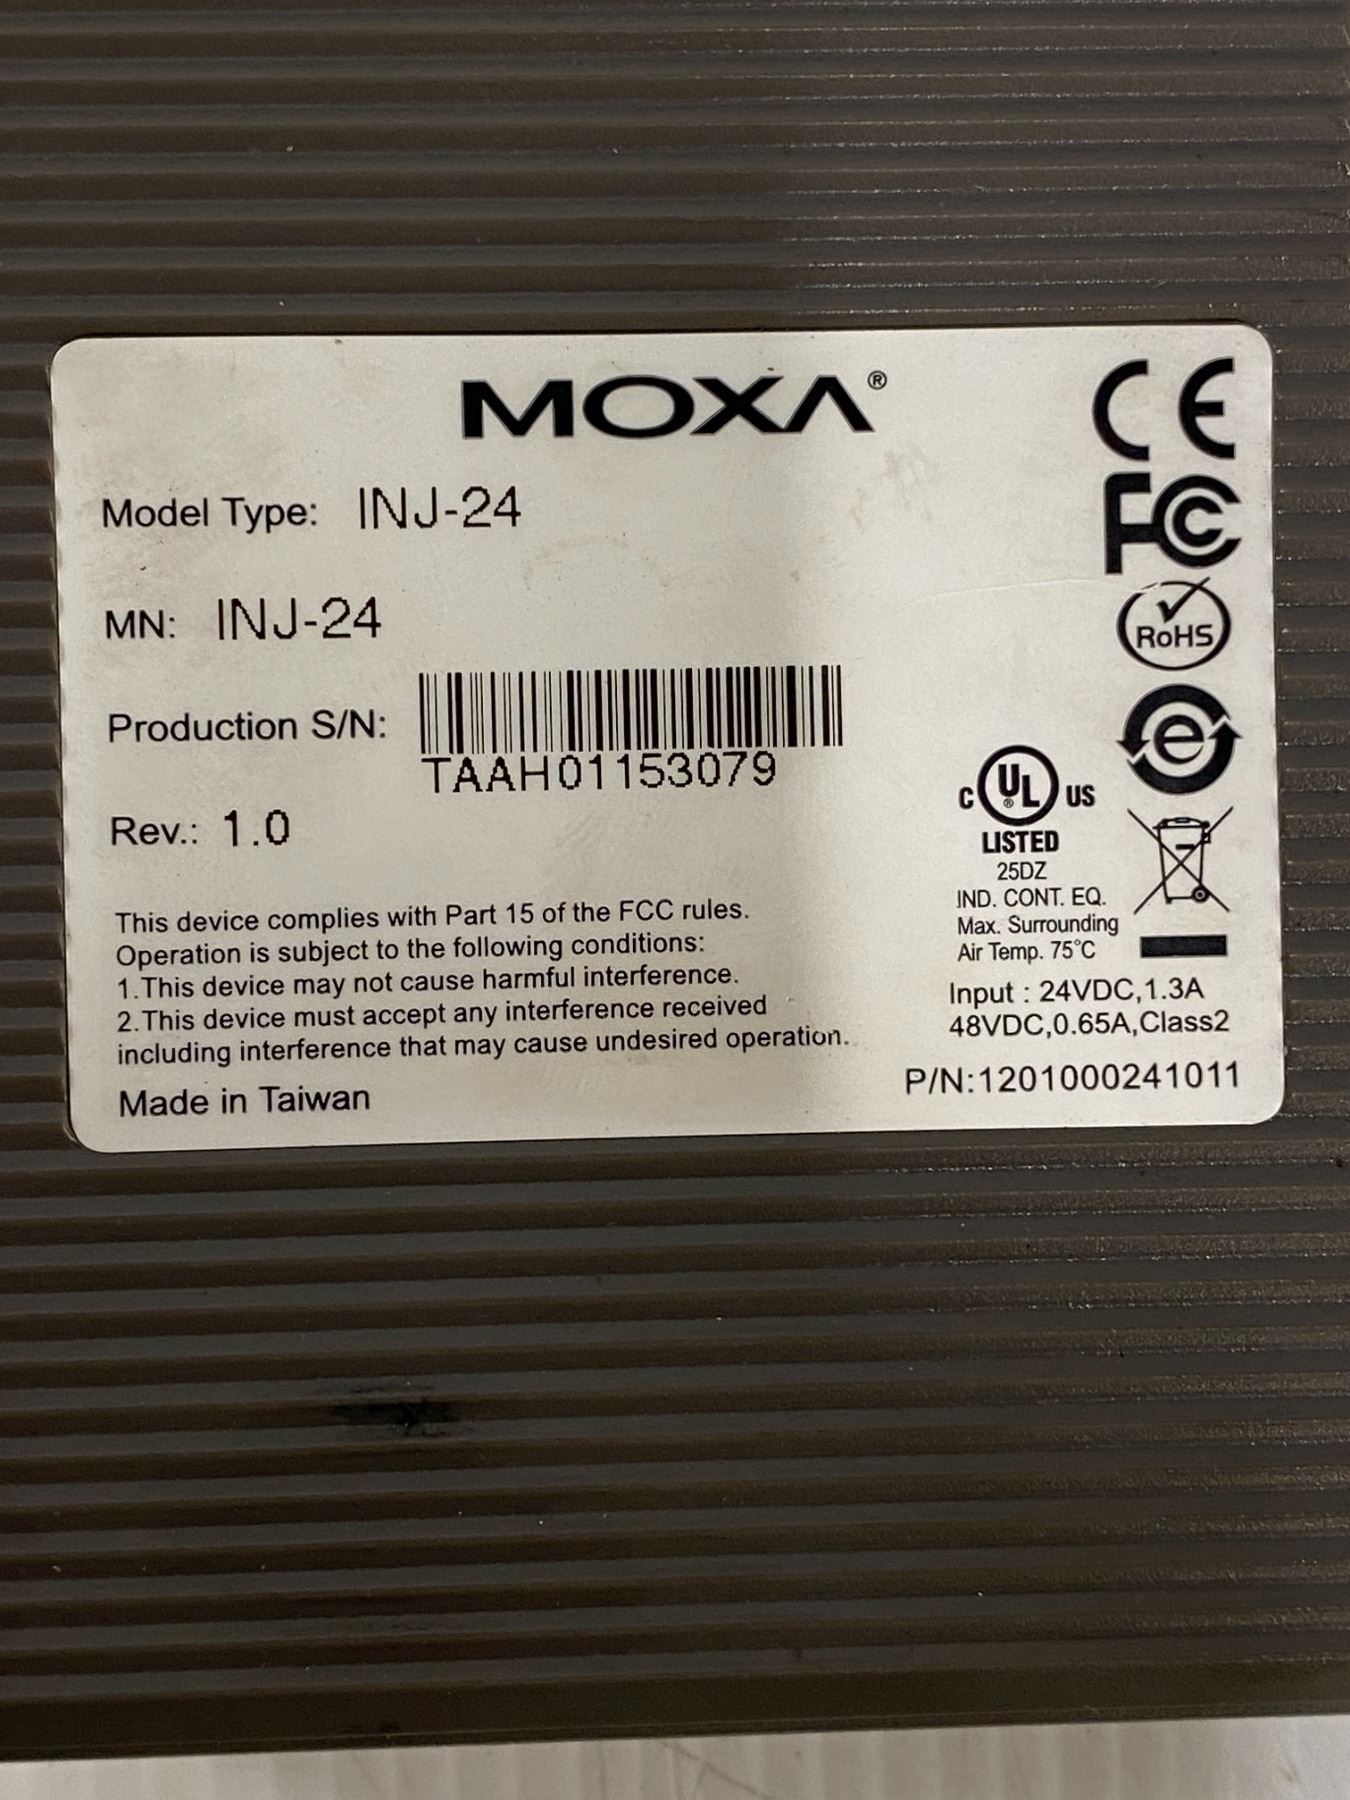 MOXA®
CE
FC
Model Type: INJ-24
MN: INJ-24
RoHS
Production S/N:
TAAH01153079
e
C UL® US
LISTED
25DZ
Rev.: 1.0
IND. CONT. EQ.
Max. Surrounding
Air Temp. 75°C
This device complies with Part 15 of the FCC rules.
Operation is subject to the following conditions:
1.This device may not cause harmful interference.
2.This device must accept any interference received
including interference that may cause undesired operation.
Input : 24VDC,1.3A
48VDC,0.65A,Class2
Made in Taiwan
P/N:1201000241011